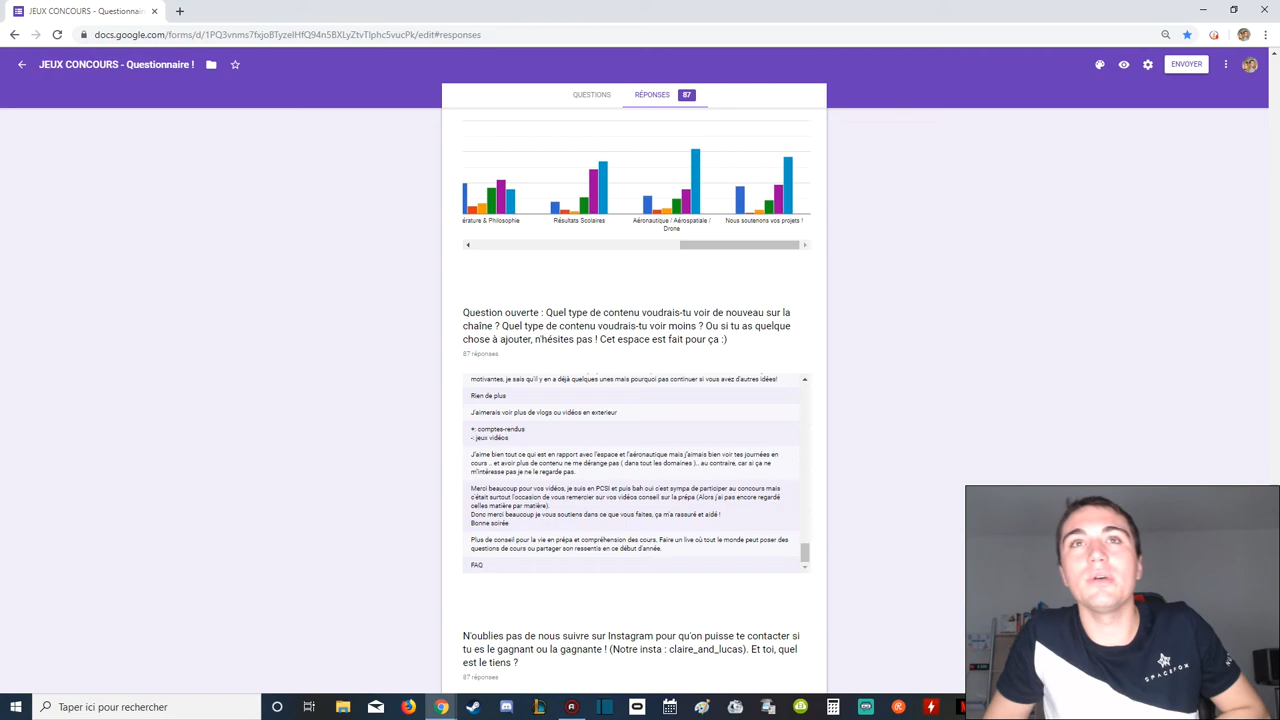 JEUX CONCOURS - Questionnair
docs.google.com/forms/d/1PQ3vnms7fxjoBTyzeIHfQ94n5BXLyZtvTlphc5vucPk/edit#responses
JEUX CONCOURS - Questionnaire !
ENVOYER
QUESTIONS
RÉPONSES
87
érature & Philosophie
Résultats Scolaires
Aéronautique / Aérospatiale /
Drone
Nous soutenons vos projets !
Question ouverte : Quel type de contenu voudrais-tu voir de nouveau sur la
chaîne ? Quel type de contenu voudrais-tu voir moins ? Ou si tu as quelque
chose à ajouter, n'hésites pas ! Cet espace est fait pour ça :)
87 réponses
motivantes, je sais qu'il y en a déjà quelques unes mais pourquoi pas continuer si vous avez d'autres idées!
Rien de plus
J'aimerais voir plus de vlogs ou vidéos en exterieur
+: comptes-rendus
-: jeux vidéos
J'aime bien tout ce qui est en rapport avec l'espace et l'aéronautique mais j'aimais bien voir tes journées en
cours .. et avoir plus de contenu ne me dérange pas ( dans tout les domaines ).. au contraire, car si ça ne
m'intéresse pas je ne le regarde pas.
Merci beaucoup pour vos vidéos, je suis en PCSI et puis bah oui c'est sympa de participer au concours mais
c'était surtout l'occasion de vous remercier sur vos vidéos conseil sur la prépa (Alors j'ai pas encore regardé
celles matière par matière).
Donc merci beaucoup je vous soutiens dans ce que vous faites, ça m'a rassuré et aidé !
Bonne soirée
Plus de conseil pour la vie en prépa et compréhension des cours. Faire un live où tout le monde peut poser des
questions de cours ou partager son ressentis en ce début d'année.
FAQ
N'oublies pas de nous suivre sur Instagram pour qu'on puisse te contacter si
tu es le gagnant ou la gagnante ! (Notre insta : claire_and_lucas). Et toi, quel
est le tiens ?
87 réponses
SPACEFOX
Taper ici pour rechercher